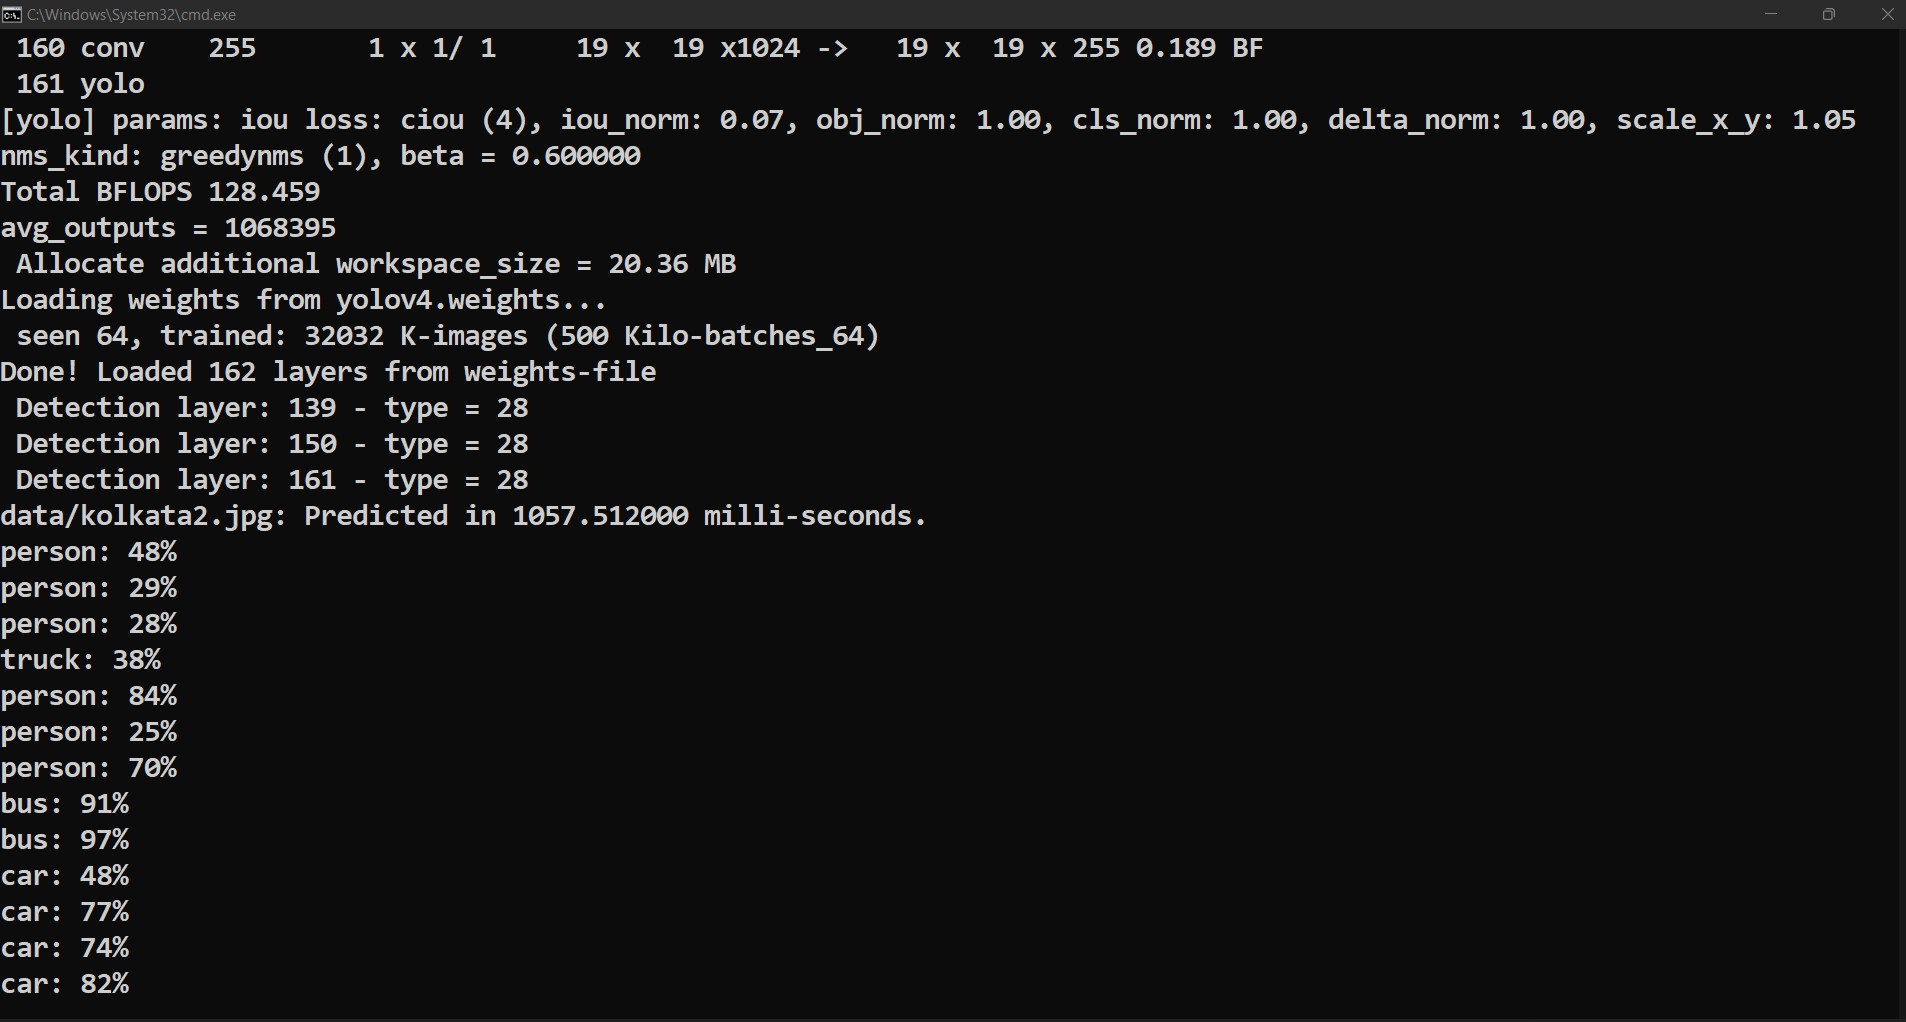 C:\Windows\System32\cmd.exe
160 conv    255       1 x 1/ 1     19 x  19 x1024 ->   19 x  19 x 255 0.189 BF
161 yolo
[yolo] params: iou loss: ciou (4), iou_norm: 0.07, obj_norm: 1.00, cls_norm: 1.00, delta_norm: 1.00, scale_x_y: 1.05
nms_kind: greedynms (1), beta = 0.600000
Total BFLOPS 128.459
avg_outputs = 1068395
Allocate additional workspace_size = 20.36 MB
Loading weights from yolov4.weights...
seen 64, trained: 32032 K-images (500 Kilo-batches_64)
Done! Loaded 162 layers from weights-file
Detection layer: 139 - type = 28
Detection layer: 150 - type = 28
Detection layer: 161 - type = 28
data/kolkata2.jpg: Predicted in 1057.512000 milli-seconds.
person: 48%
person: 29%
person: 28%
truck: 38%
person: 84%
person: 25%
person: 70%
bus: 91%
bus: 97%
car: 48%
car: 77%
car: 74%
car: 82%